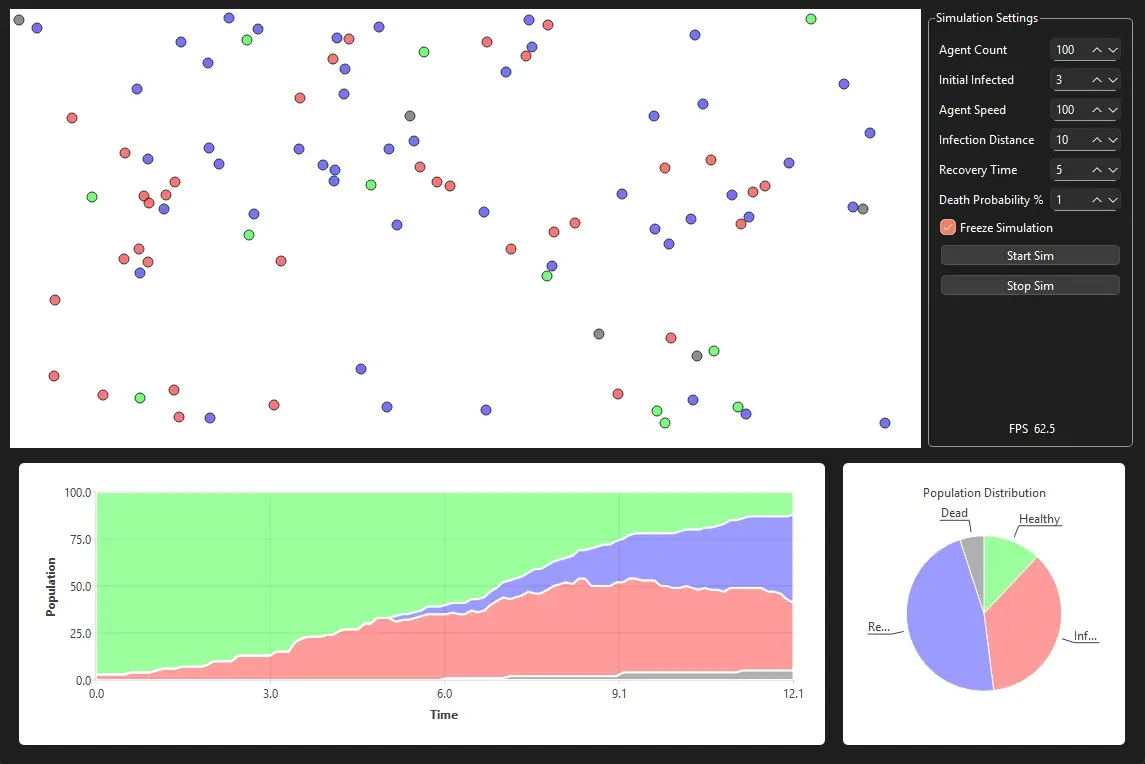 Simulation Settings
Agent Count 100
Initial Infected 3
Agent Speed 100
Infection Distance 10
Recovery Time 5
Death Probability % 1
Freeze Simulation
Start Sim
Stop Sim
FPS 62.5
100.0
75.0
50.0
25.0
0.0
Population
0.0 3.0 6.0 9.1 12.1
Time
Population Distribution
Dead
Healthy
Re...
Inf...